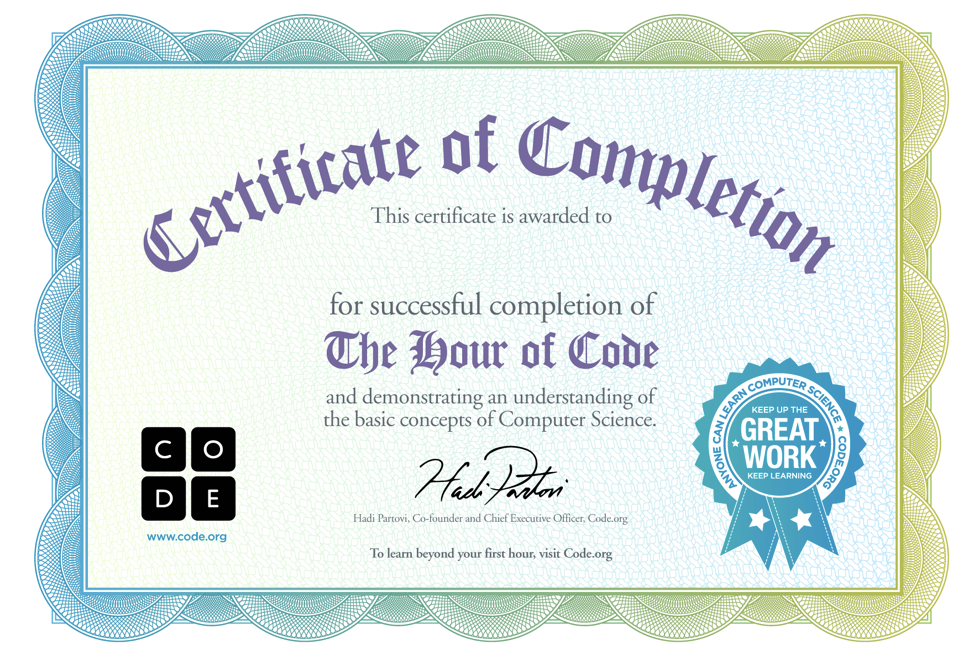 Certificate of Completion
This certificate is awarded to
for successful completion of
The Hour of Code
and demonstrating an understanding of
the basic concepts of Computer Science.
Hadi Partovi
Hadi Partovi, Co-founder and Chief Executive Officer, Code.org
To learn beyond your first hour, visit Code.org
C O
D E
www.code.org
ANYONE CAN LEARN COMPUTER SCIENCE ★ CODE.ORG
KEEP UP THE
GREAT
WORK
KEEP LEARNING